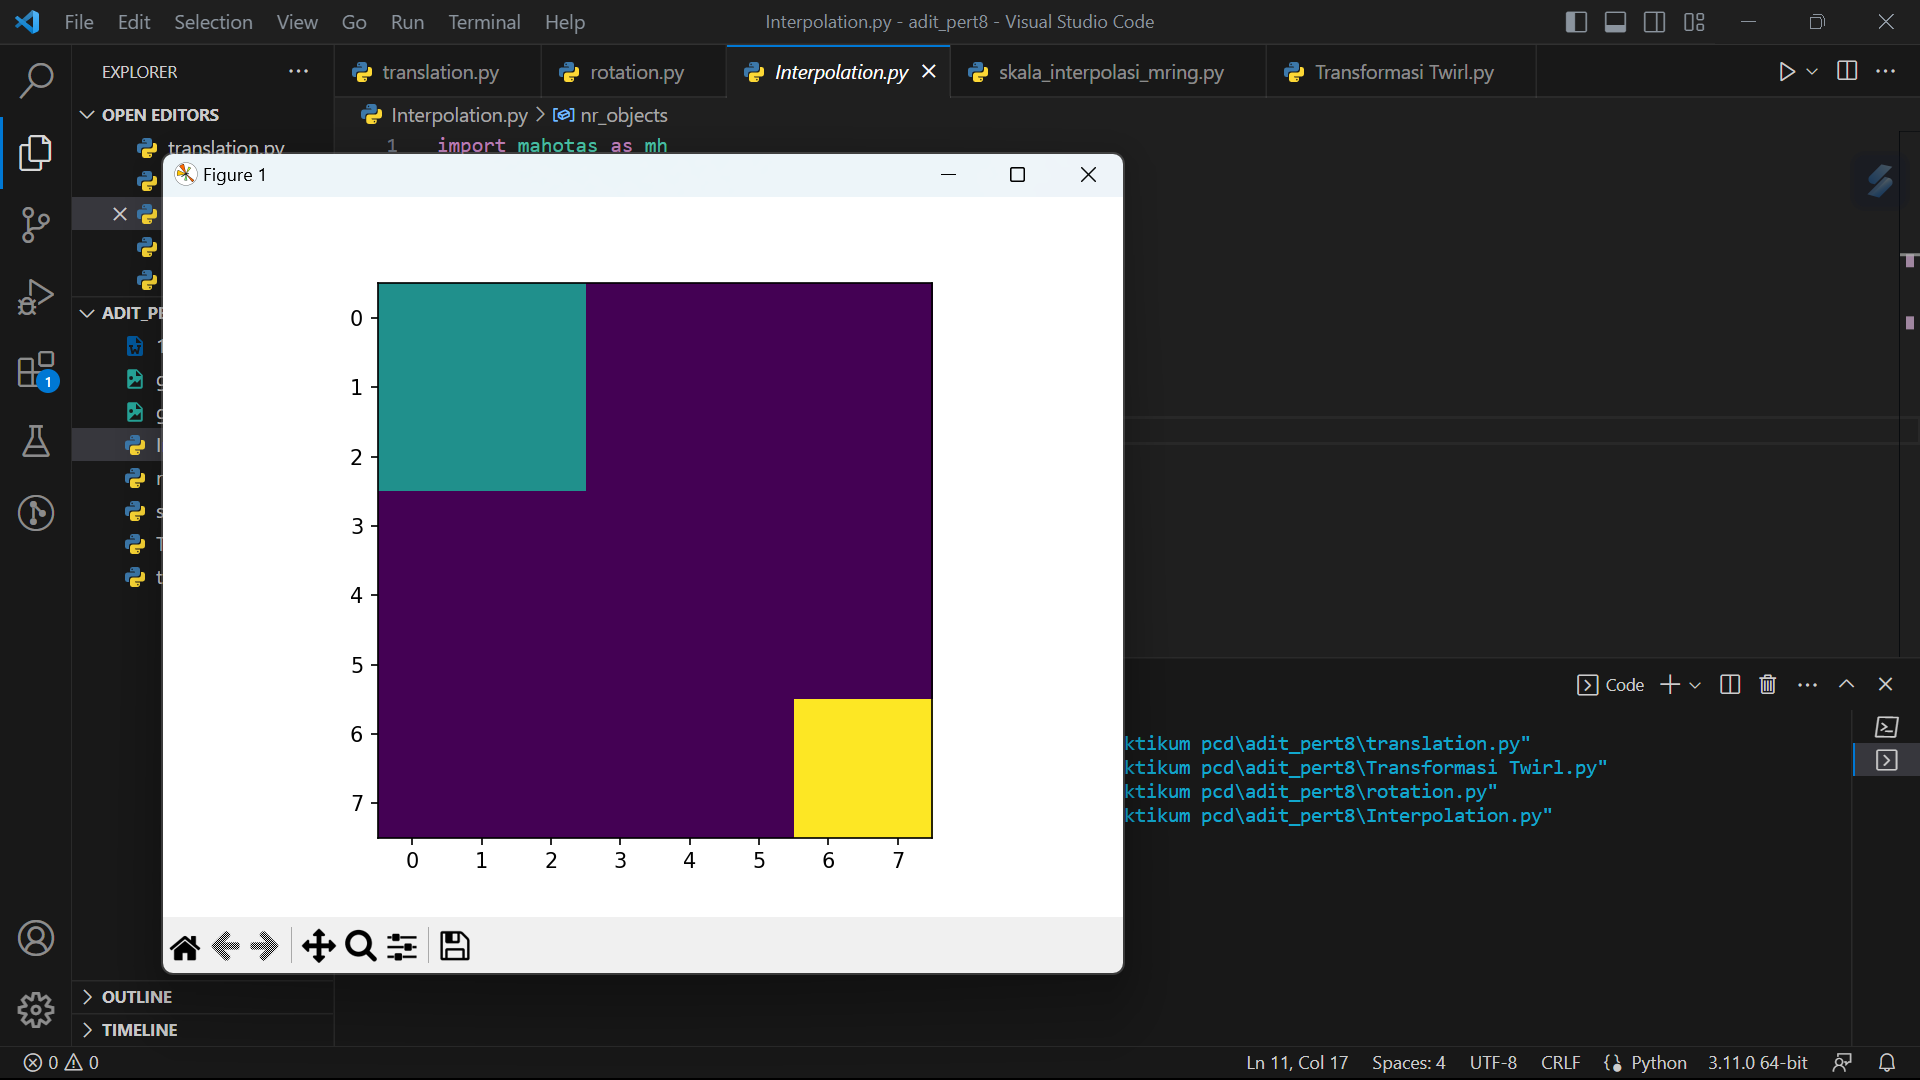 File Edit Selection View Go Run Terminal Help
Interpolation.py - adit_pert8 - Visual Studio Code
EXPLORER
translation.py
rotation.py
Interpolation.py
skala_interpolasi_mring.py
Transformasi Twirl.py
OPEN EDITORS
Interpolation.py > nr_objects
translation.py
1 import mahotas as mh
Figure 1
ADIT_PE
0
1
2
3
4
5
6
7
0 1 2 3 4 5 6 7
1
Code
ktikum pcd\adit_pert8\translation.py"
ktikum pcd\adit_pert8\Transformasi Twirl.py"
ktikum pcd\adit_pert8\rotation.py"
ktikum pcd\adit_pert8\Interpolation.py"
OUTLINE
TIMELINE
0 0
Ln 11, Col 17 Spaces: 4 UTF-8 CRLF Python 3.11.0 64-bit